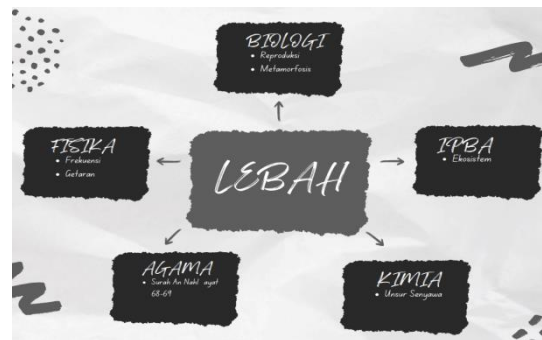 BIOLOGI
• Reproduksi
• Metamorfosis
FISIKA
• Frekuensi
• Getaran
LEBAH
IPBA
• Ekosistem
AGAMA
• Surah An Nahl ayat
68-69
KIMIA
• Unsur Senyawa